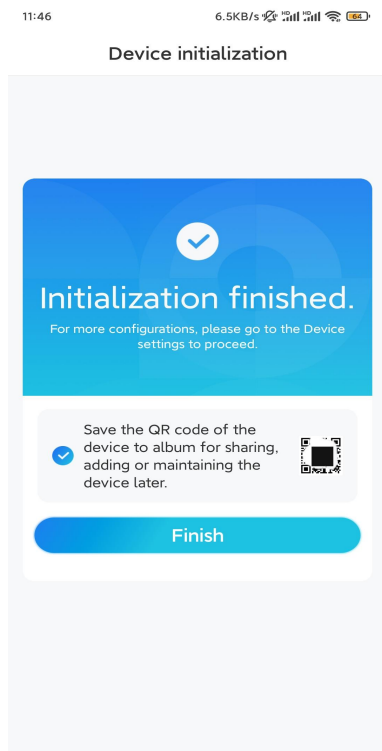 11:46
6.5KB/s HD HD 64
Device initialization
Initialization finished.
For more configurations, please go to the Device
settings to proceed.
Save the QR code of the
device to album for sharing,
adding or maintaining the
device later.
Finish